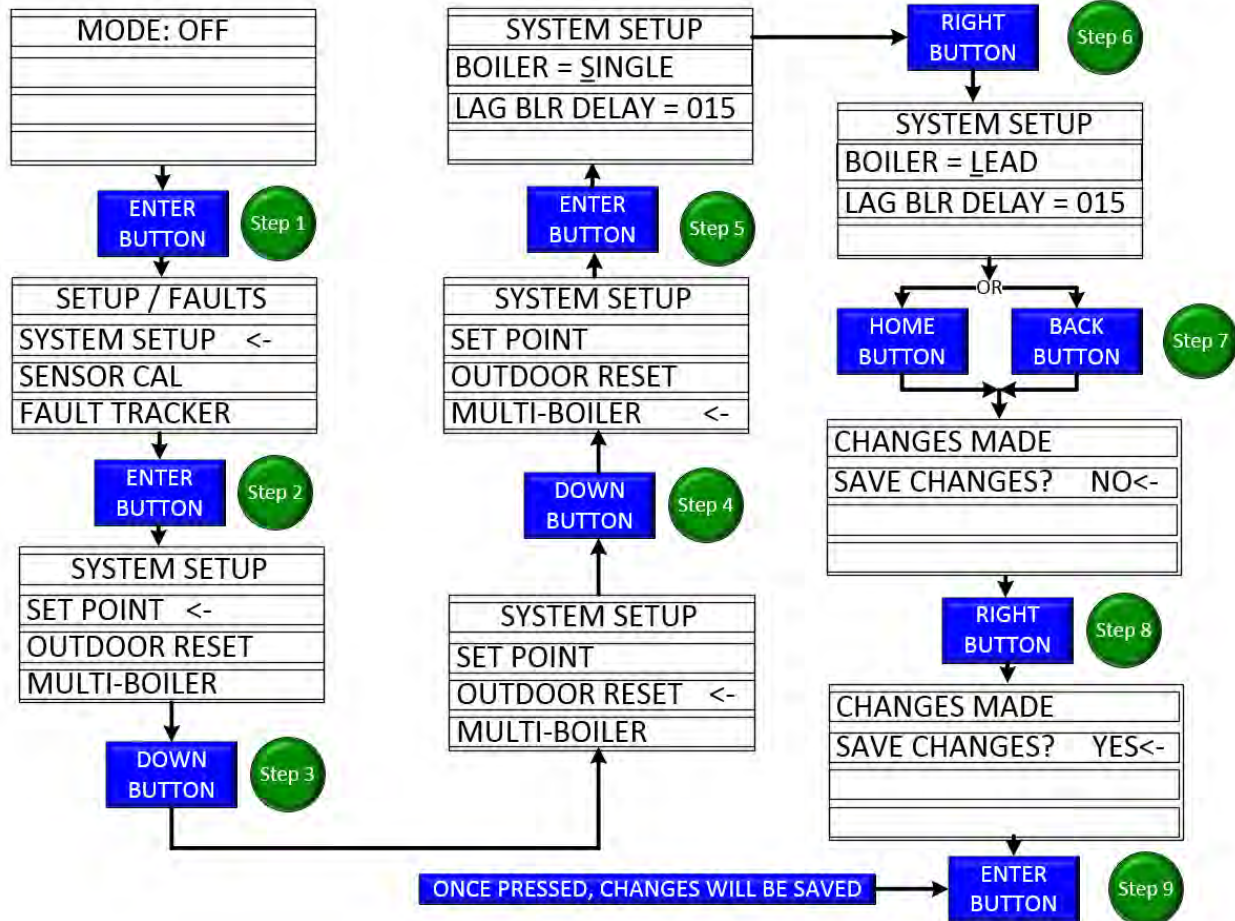 MODE: OFF
ENTER
BUTTON
Step 1
SETUP / FAULTS
SYSTEM SETUP <-
SENSOR CAL
FAULT TRACKER
ENTER
BUTTON
Step 2
SYSTEM SETUP
SET POINT <-
OUTDOOR RESET
MULTI-BOILER
DOWN
BUTTON
Step 3
SYSTEM SETUP
SET POINT
OUTDOOR RESET <-
MULTI-BOILER
DOWN
BUTTON
Step 4
SYSTEM SETUP
SET POINT
OUTDOOR RESET
MULTI-BOILER <-
ENTER
BUTTON
Step 5
SYSTEM SETUP
BOILER = SINGLE
LAG BLR DELAY = 015
RIGHT
BUTTON
Step 6
SYSTEM SETUP
BOILER = LEAD
LAG BLR DELAY = 015
OR
HOME
BUTTON
BACK
BUTTON
Step 7
CHANGES MADE
SAVE CHANGES? NO<-
RIGHT
BUTTON
Step 8
CHANGES MADE
SAVE CHANGES? YES<-
ONCE PRESSED, CHANGES WILL BE SAVED
ENTER
BUTTON
Step 9